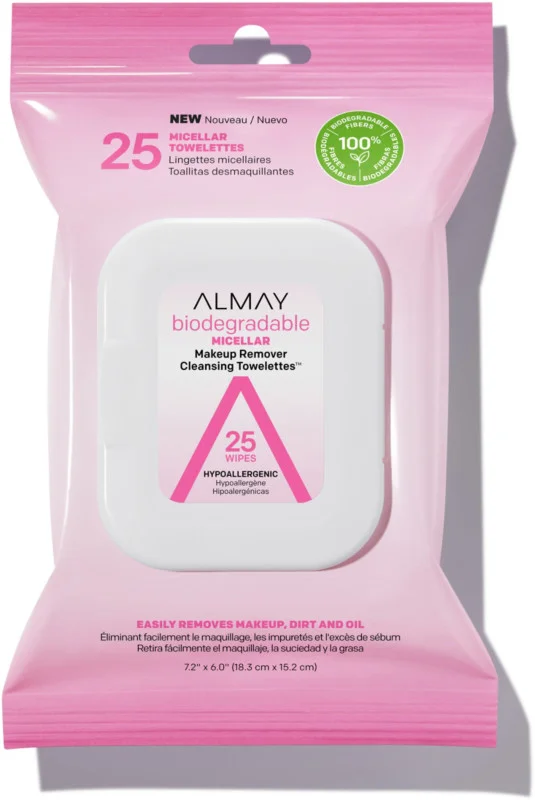 NEW Nouveau / Nuevo
25 MICELLAR
TOWELETTES
Lingettes micellaires
Toallitas desmaquillantes
BIODEGRADABLE
FIBERS
100%
FIBRES
BIODÉGRADABLES
FIBRAS
BIODEGRADABLES
ALMAY
biodegradable
MICELLAR
Makeup Remover
Cleansing Towelettes™
25
WIPES
HYPOALLERGENIC
Hypoallergène
Hipoalergénicas
EASILY REMOVES MAKEUP, DIRT AND OIL
Éliminant facilement le maquillage, les impuretés et l'excès de sébum
Retira fácilmente el maquillaje, la suciedad y la grasa
7.2" x 6.0" (18.3 cm x 15.2 cm)